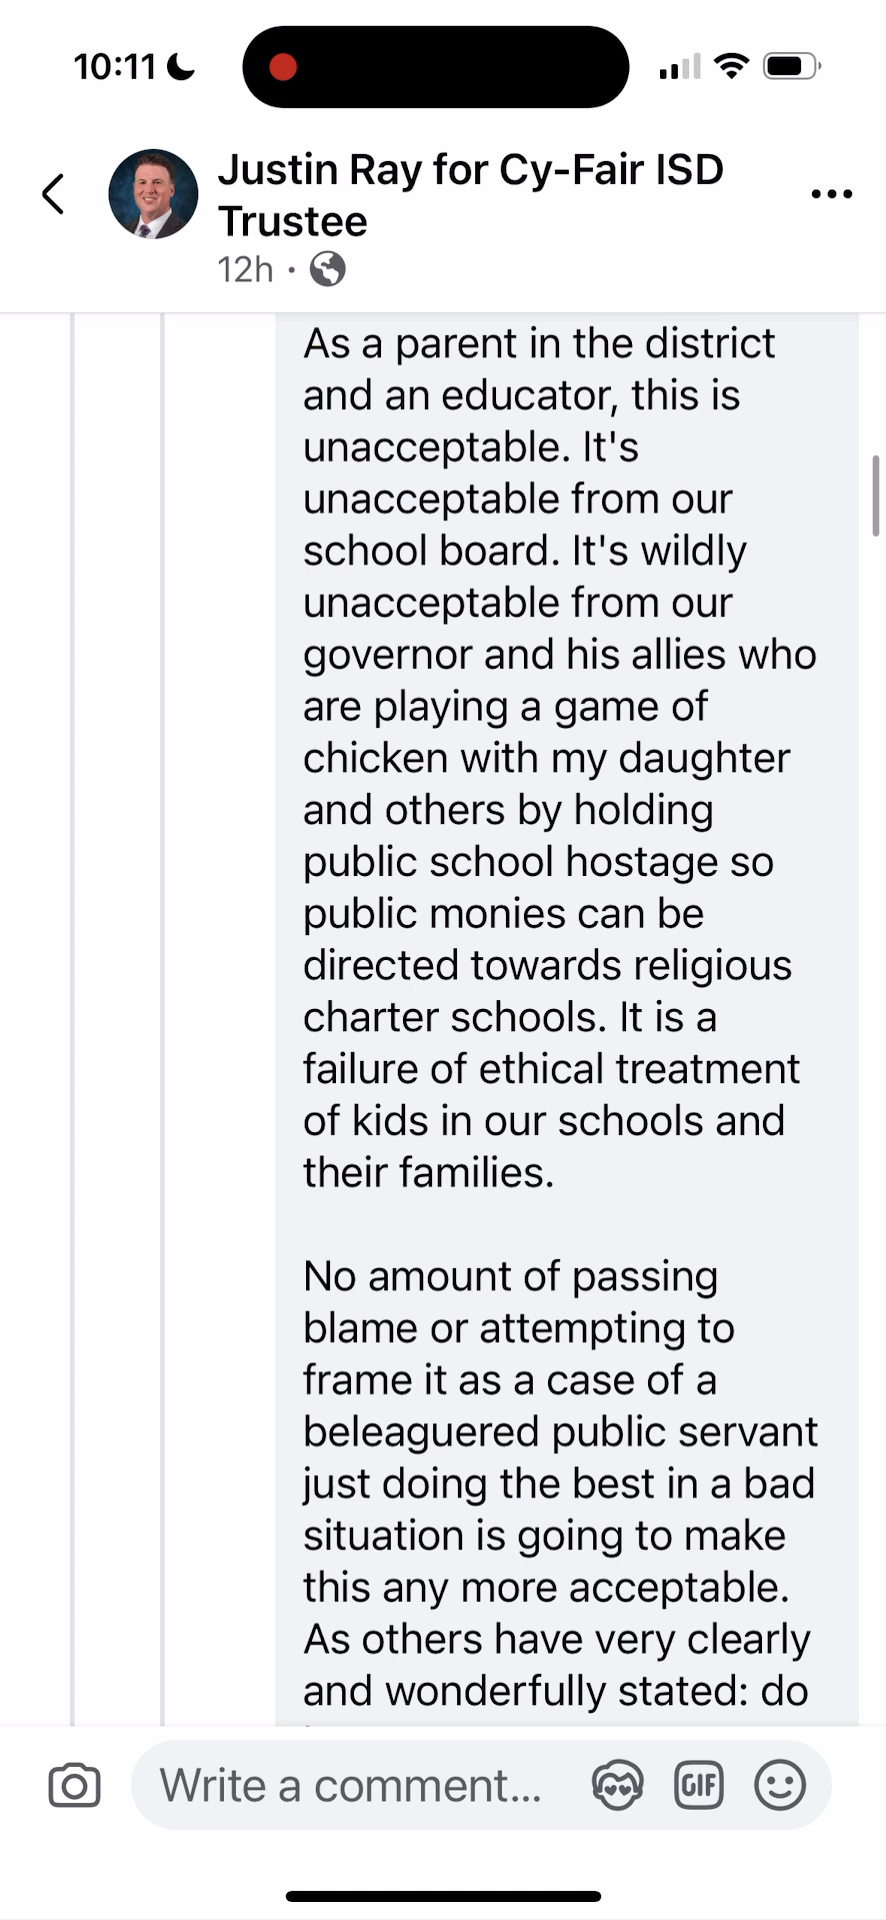 10:11
Justin Ray for Cy-Fair ISD
Trustee
12h ·
As a parent in the district
and an educator, this is
unacceptable. It's
unacceptable from our
school board. It's wildly
unacceptable from our
governor and his allies who
are playing a game of
chicken with my daughter
and others by holding
public school hostage so
public monies can be
directed towards religious
charter schools. It is a
failure of ethical treatment
of kids in our schools and
their families.
No amount of passing
blame or attempting to
frame it as a case of a
beleaguered public servant
just doing the best in a bad
situation is going to make
this any more acceptable.
As others have very clearly
and wonderfully stated: do
Write a comment...
GIF